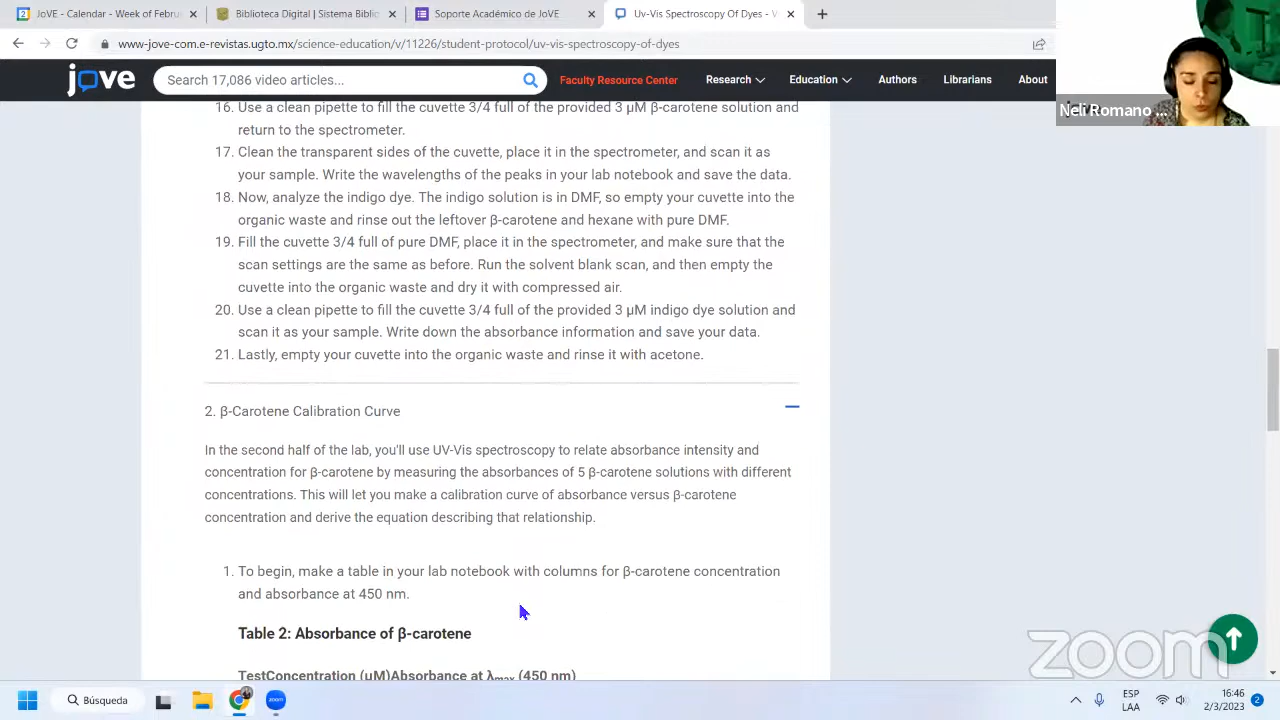 JoVE - Calendar - Week of Febru
Biblioteca Digital | Sistema Biblio
Soporte Académico de JoVE
Uv-Vis Spectroscopy Of Dyes - V
www-jove-com.e-revistas.ugto.mx/science-education/v/11226/student-protocol/uv-vis-spectroscopy-of-dyes
jove
Search 17,086 video articles...
Faculty Resource Center
Research
Education
Authors
Librarians
About
Neli Romano ...
16. Use a clean pipette to fill the cuvette 3/4 full of the provided 3 μM β-carotene solution and
return to the spectrometer.
17. Clean the transparent sides of the cuvette, place it in the spectrometer, and scan it as
your sample. Write the wavelengths of the peaks in your lab notebook and save the data.
18. Now, analyze the indigo dye. The indigo solution is in DMF, so empty your cuvette into the
organic waste and rinse out the leftover β-carotene and hexane with pure DMF.
19. Fill the cuvette 3/4 full of pure DMF, place it in the spectrometer, and make sure that the
scan settings are the same as before. Run the solvent blank scan, and then empty the
cuvette into the organic waste and dry it with compressed air.
20. Use a clean pipette to fill the cuvette 3/4 full of the provided 3 μM indigo dye solution and
scan it as your sample. Write down the absorbance information and save your data.
21. Lastly, empty your cuvette into the organic waste and rinse it with acetone.
2. β-Carotene Calibration Curve
In the second half of the lab, you'll use UV-Vis spectroscopy to relate absorbance intensity and
concentration for β-carotene by measuring the absorbances of 5 β-carotene solutions with different
concentrations. This will let you make a calibration curve of absorbance versus β-carotene
concentration and derive the equation describing that relationship.
1. To begin, make a table in your lab notebook with columns for β-carotene concentration
and absorbance at 450 nm.
Table 2: Absorbance of β-carotene
TestConcentration (μM)Absorbance at λmax (450 nm)
zoom
Búsqueda
zoom
ESP
LAA
16:46
2/3/2023
2